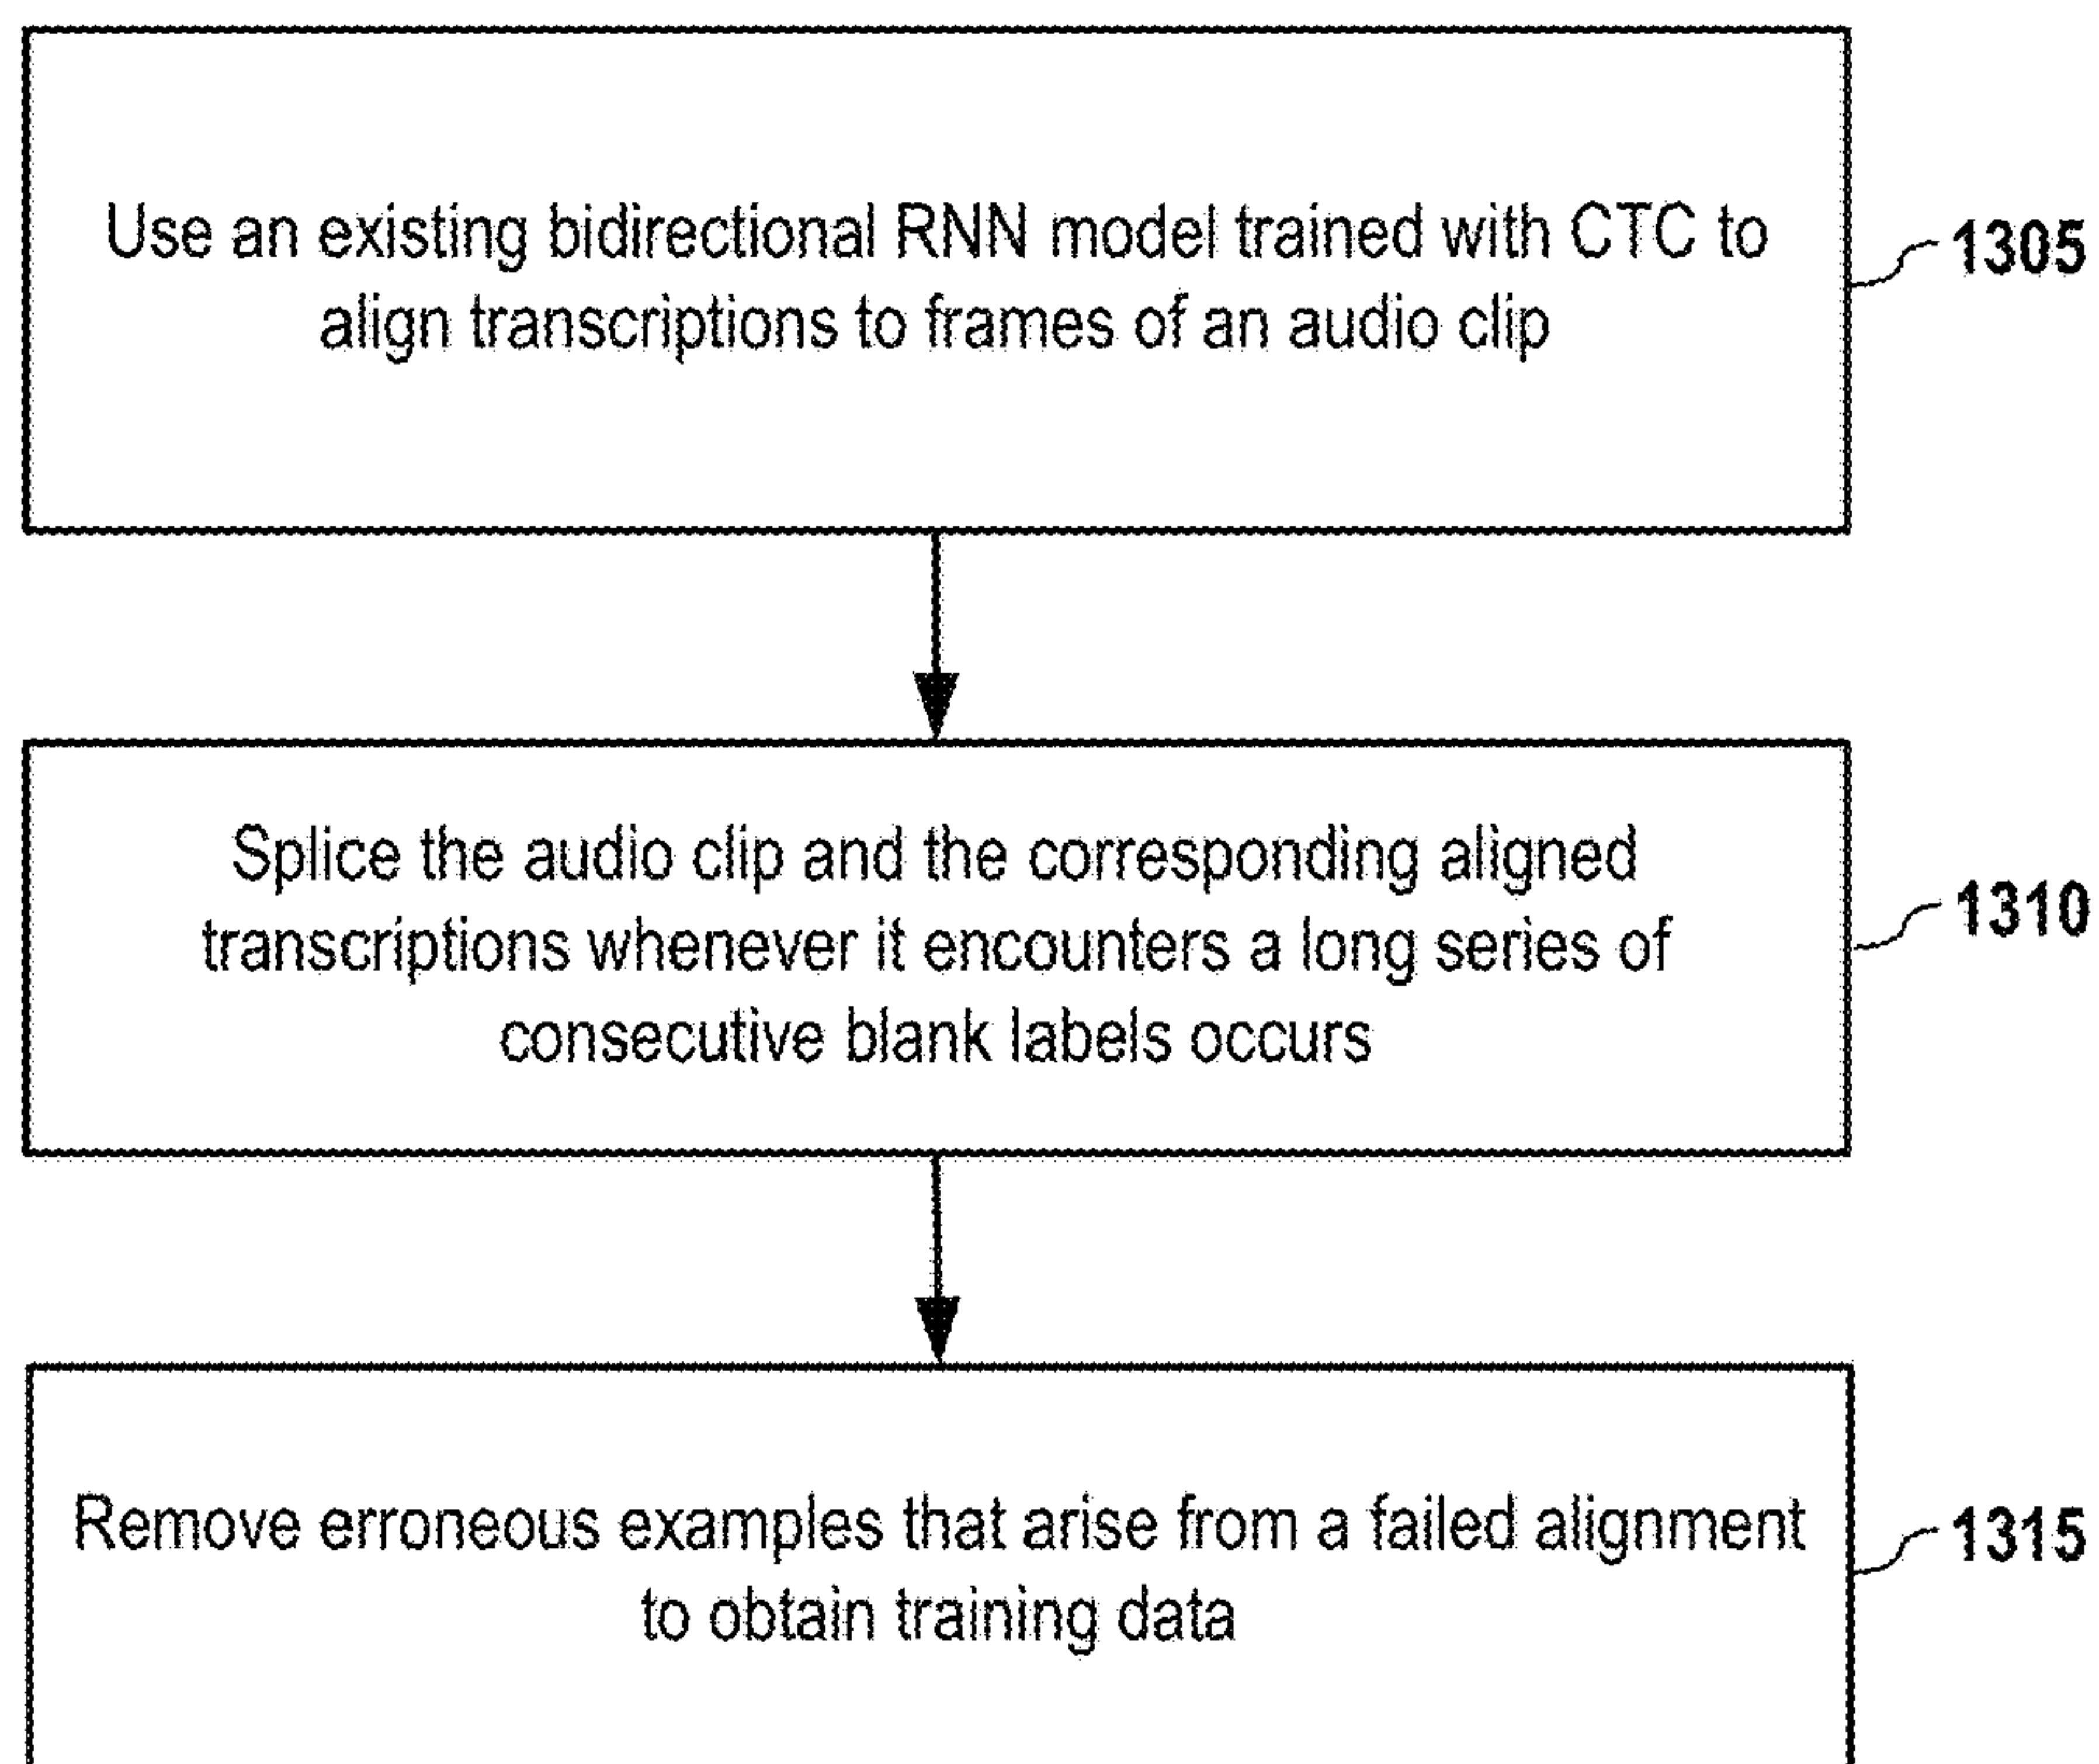 Use an existing bidirectional RNN model trained with CTC to
align transcriptions to frames of an audio clip
1305
Splice the audio clip and the corresponding aligned
transcriptions whenever it encounters a long series of
consecutive blank labels occurs
1310
Remove erroneous examples that arise from a failed alignment
to obtain training data
1315